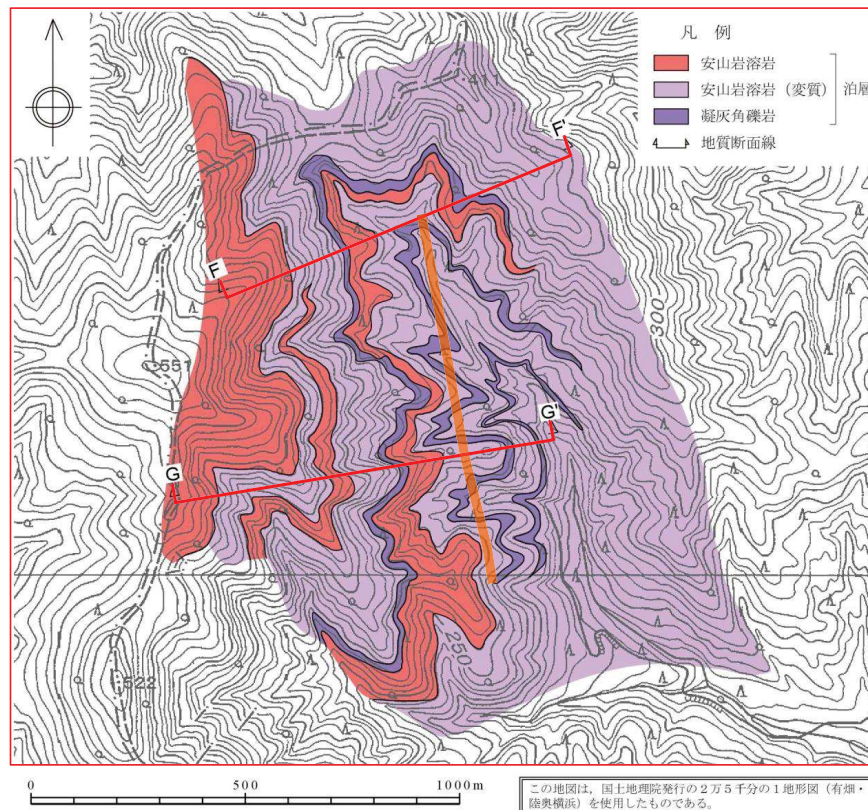 凡 例
安山岩溶岩
安山岩溶岩（変質）
凝灰角礫岩
泊層
地質断面線
411
F'
F
300
551
G'
G
250
522
0 500 1000m
この地図は，国土地理院発行の２万５千分の１地形図（有畑・
陸奥横浜）を使用したものである。